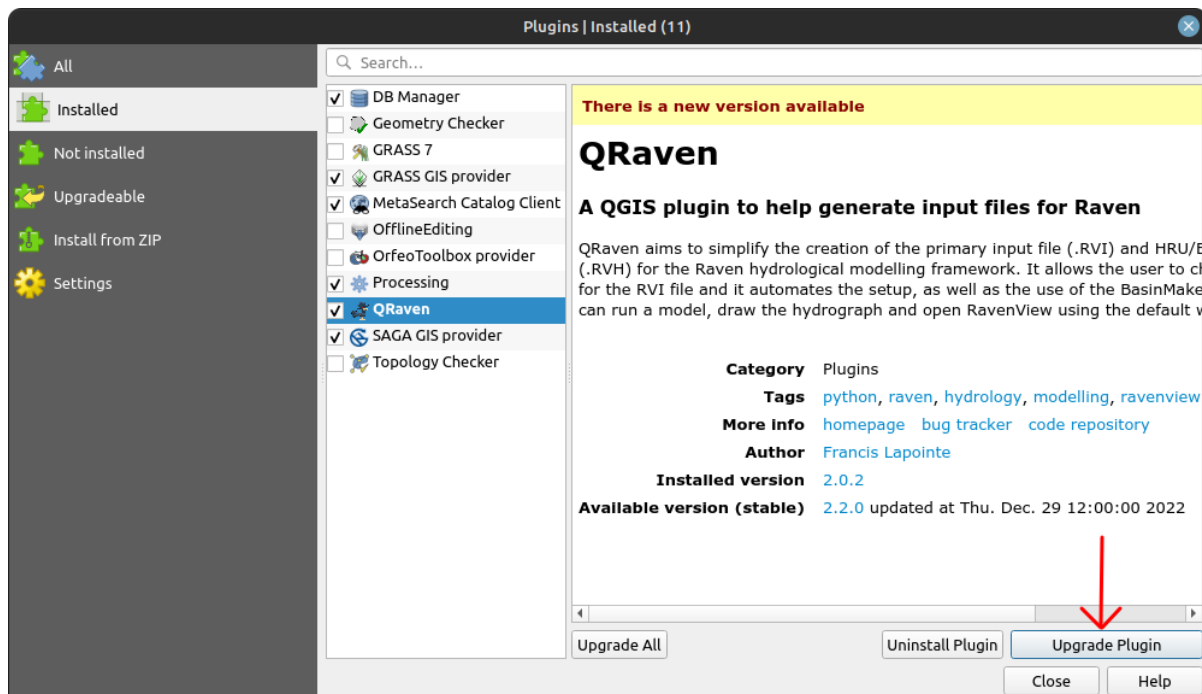 Plugins | Installed (11)
All
Installed
Not installed
Upgradeable
Install from ZIP
Settings
Search...
DB Manager
Geometry Checker
GRASS 7
GRASS GIS provider
MetaSearch Catalog Client
OfflineEditing
OrfeoToolbox provider
Processing
QRaven
SAGA GIS provider
Topology Checker
There is a new version available
QRaven
A QGIS plugin to help generate input files for Raven
QRaven aims to simplify the creation of the primary input file (.RVI) and HRU/
(.RVH) for the Raven hydrological modelling framework. It allows the user to
for the RVI file and it automates the setup, as well as the use of the BasinMake
can run a model, draw the hydrograph and open RavenView using the default
Category Plugins
Tags python, raven, hydrology, modelling, ravenview
More info homepage bug tracker code repository
Author Francis Lapointe
Installed version 2.0.2
Available version (stable) 2.2.0 updated at Thu. Dec. 29 12:00:00 2022
Upgrade All
Uninstall Plugin
Upgrade Plugin
Close
Help